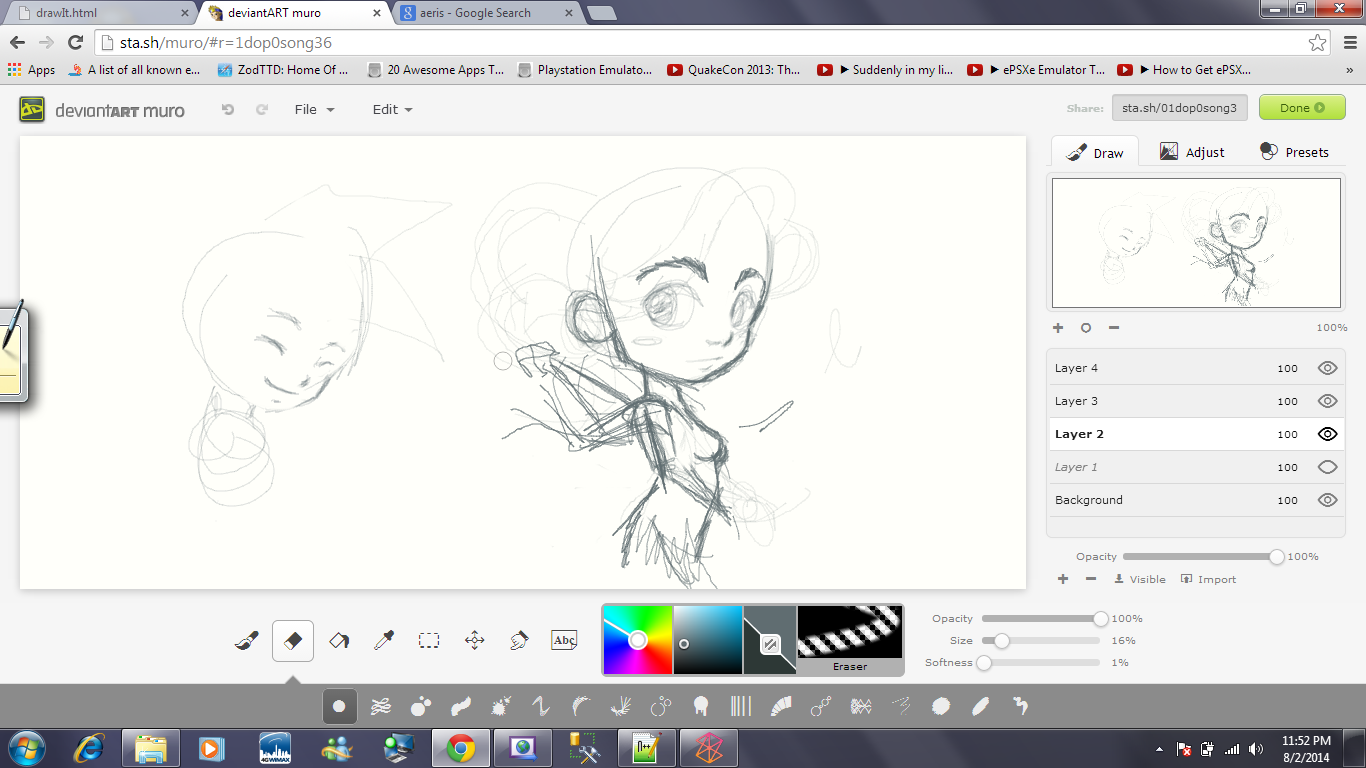 drawIt.html
deviantART muro
aeris - Google Search
sta.sh/muro/#r=1dop0song36
Apps
A list of all known e...
ZodTTD: Home Of ...
20 Awesome Apps T...
Playstation Emulato...
QuakeCon 2013: Th...
► Suddenly in my li...
► ePSXe Emulator T...
► How to Get ePSX...
»
deviantART muro
File
Edit
Share:
sta.sh/01dop0song3
Done
Draw
Adjust
Presets
100%
Layer 4 100
Layer 3 100
Layer 2 100
Layer 1 100
Background 100
Opacity 100%
Visible
Import
Abc
Eraser
Opacity 100%
Size 16%
Softness 1%
4GWIMAX
N++
11:52 PM
8/2/2014